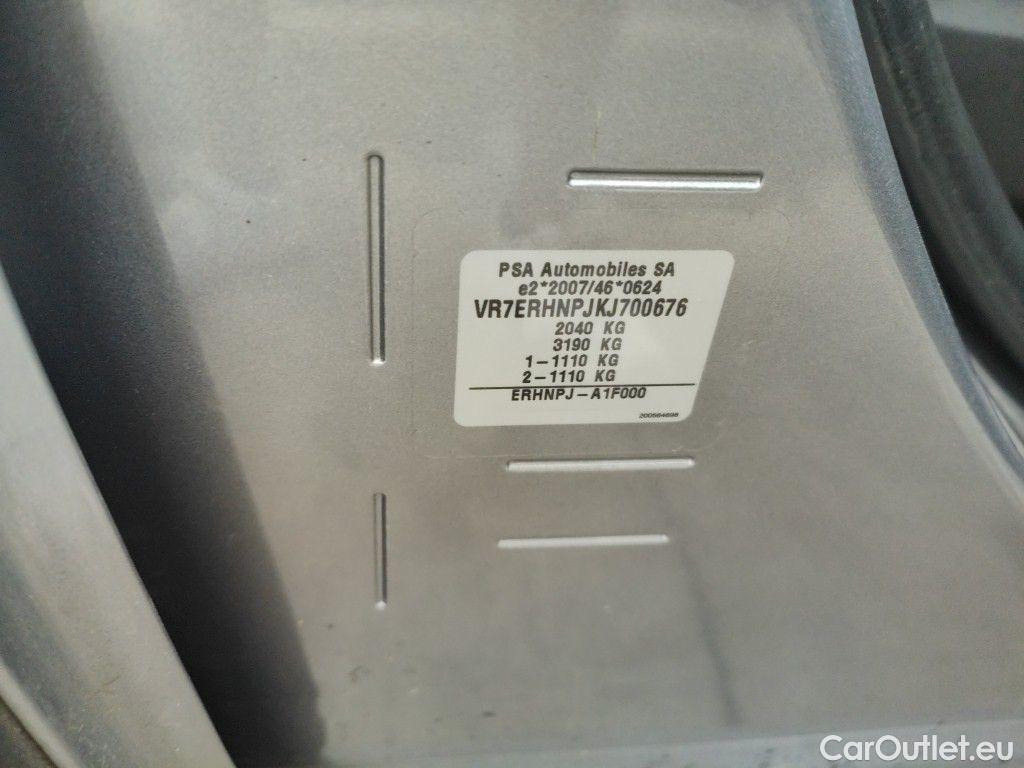 PSA Automobiles SA
e2*2007/46*0624
VR7ERHNPJKJ700676
2040 KG
3190 KG
1-1110 KG
2-1110 KG
ERHNPJ-A1F000
200564698
CarOutlet.eu